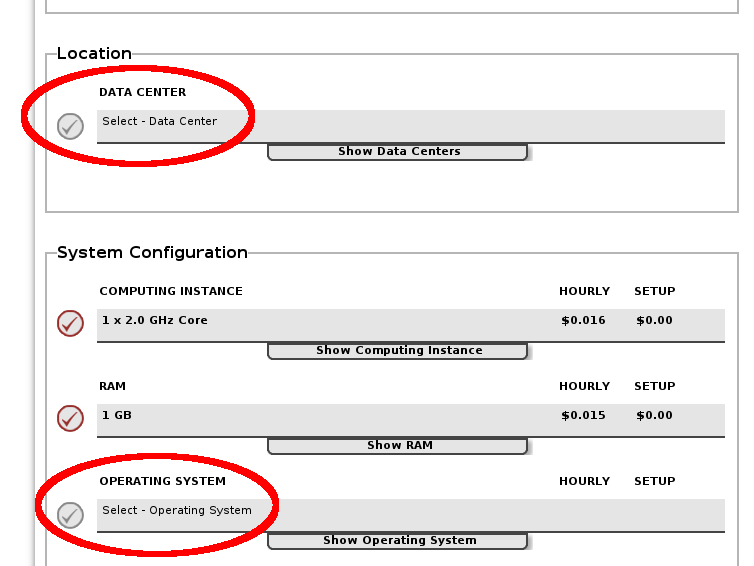 Location
DATA CENTER
Select - Data Center
Show Data Centers
System Configuration
COMPUTING INSTANCE HOURLY SETUP
1 x 2.0 GHz Core $0.016 $0.00
Show Computing Instance
RAM HOURLY SETUP
1 GB $0.015 $0.00
Show RAM
OPERATING SYSTEM HOURLY SETUP
Select - Operating System
Show Operating System